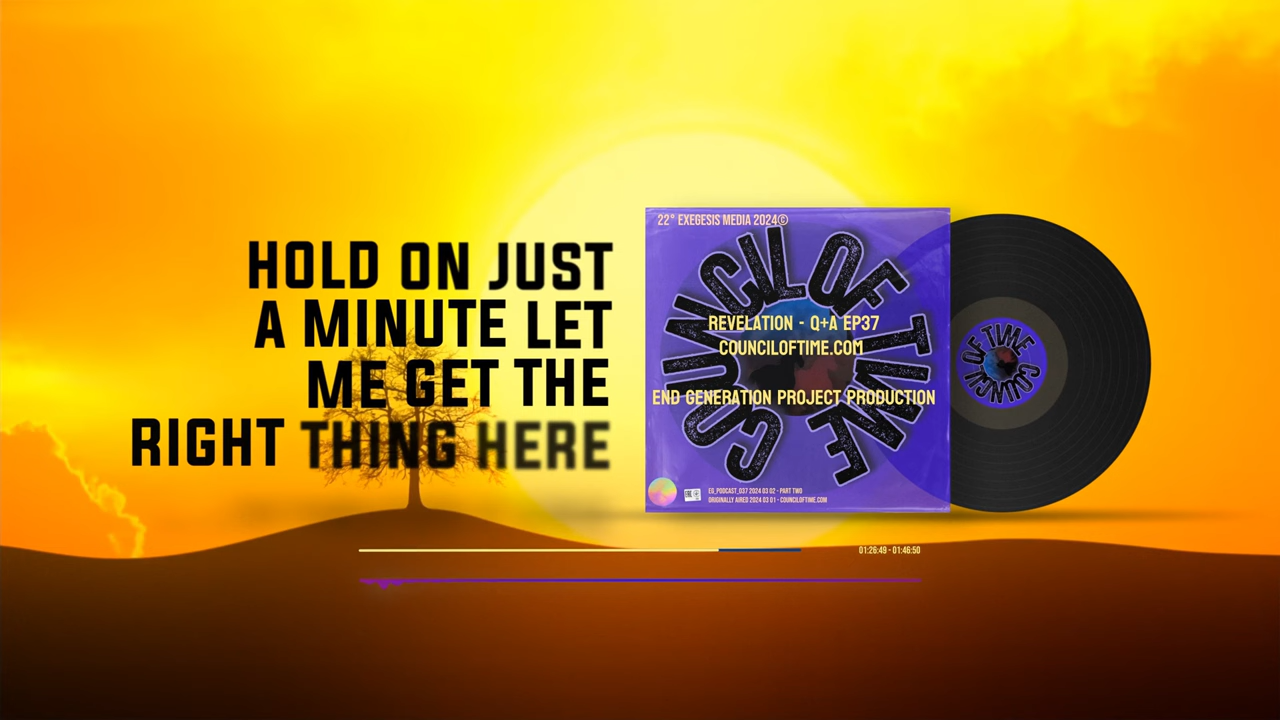 HOLD ON JUST
A MINUTE LET
ME GET THE
RIGHT THING HERE
22° EXEGESIS MEDIA 2024©
COUNCIL OF TIME
REVELATION - Q+A EP37
COUNCILOFTIME.COM
END GENERATION PROJECT PRODUCTION
EG_PODCAST_037 2024 03 02 - PART TWO
ORIGINALLY AIRED 2024 03 01 - COUNCILOFTIME.COM
COUNCIL OF TIME
01:26:49 - 01:46:50